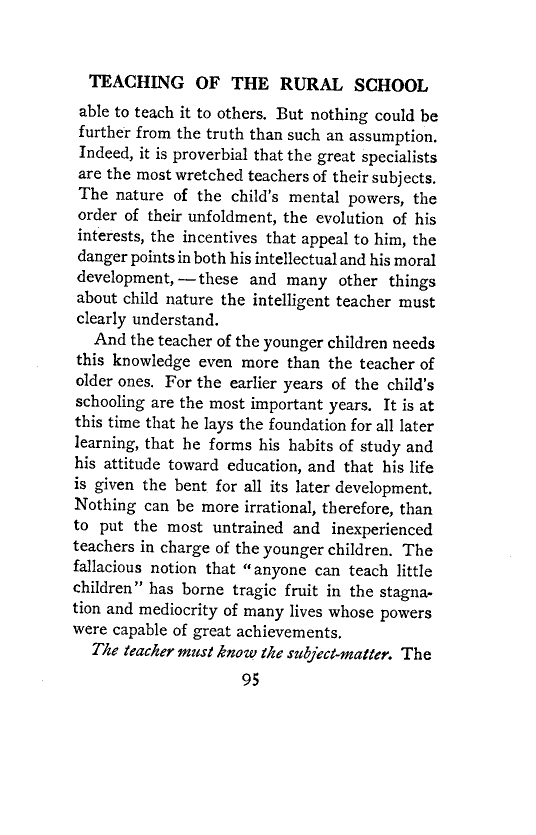 TEACHING OF THE RURAL SCHOOL
able to teach it to others. But nothing could be
further from the truth than such an assumption.
Indeed, it is proverbial that the great specialists
are the most wretched teachers of their subjects.
The nature of the child's mental powers, the
order of their unfoldment, the evolution of his
interests, the incentives that appeal to him, the
danger points in both his intellectual and his moral
development, — these and many other things
about child nature the intelligent teacher must
clearly understand.
And the teacher of the younger children needs
this knowledge even more than the teacher of
older ones. For the earlier years of the child's
schooling are the most important years. It is at
this time that he lays the foundation for all later
learning, that he forms his habits of study and
his attitude toward education, and that his life
is given the bent for all its later development.
Nothing can be more irrational, therefore, than
to put the most untrained and inexperienced
teachers in charge of the younger children. The
fallacious notion that "anyone can teach little
children" has borne tragic fruit in the stagna-
tion and mediocrity of many lives whose powers
were capable of great achievements.
The teacher must know the subject-matter. The
95